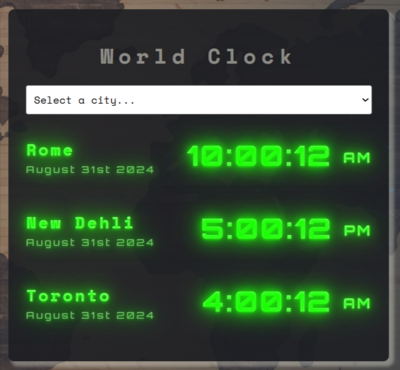 World Clock
Select a city...
Rome
August 31st 2024
10:00:12 AM
New Dehli
August 31st 2024
5:00:12 PM
Toronto
August 31st 2024
4:00:12 AM